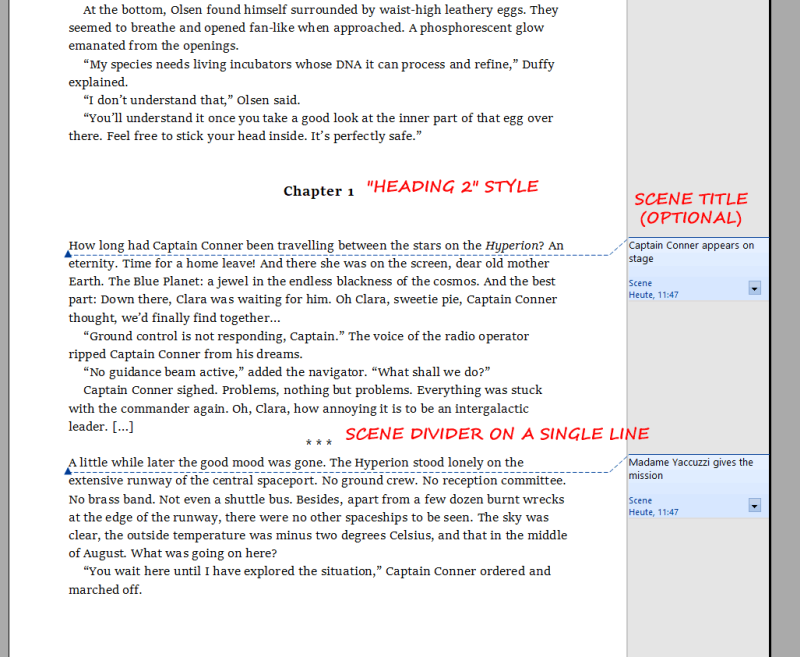 At the bottom, Olsen found himself surrounded by waist-high leathery eggs. They
seemed to breathe and opened fan-like when approached. A phosphorescent glow
emanated from the openings.
“My species needs living incubators whose DNA it can process and refine,” Duffy
explained.
“I don’t understand that,” Olsen said.
“You’ll understand it once you take a good look at the inner part of that egg over
there. Feel free to stick your head inside. It’s perfectly safe.”
Chapter 1
"HEADING 2" STYLE
SCENE TITLE
(OPTIONAL)
How long had Captain Conner been travelling between the stars on the Hyperion? An
eternity. Time for a home leave! And there she was on the screen, dear old mother
Earth. The Blue Planet: a jewel in the endless blackness of the cosmos. And the best
part: Down there, Clara was waiting for him. Oh Clara, sweetie pie, Captain Conner
thought, we’d finally find together...
“Ground control is not responding, Captain.” The voice of the radio operator
ripped Captain Conner from his dreams.
“No guidance beam active,” added the navigator. “What shall we do?”
Captain Conner sighed. Problems, nothing but problems. Everything was stuck
with the commander again. Oh, Clara, how annoying it is to be an intergalactic
leader. [...]
Captain Conner appears on
stage
Scene
Heute, 11:47
* * *
SCENE DIVIDER ON A SINGLE LINE
A little while later the good mood was gone. The Hyperion stood lonely on the
extensive runway of the central spaceport. No ground crew. No reception committee.
No brass band. Not even a shuttle bus. Besides, apart from a few dozen burnt wrecks
at the edge of the runway, there were no other spaceships to be seen. The sky was
clear, the outside temperature was minus two degrees Celsius, and that in the middle
of August. What was going on here?
“You wait here until I have explored the situation,” Captain Conner ordered and
marched off.
Madame Yaccuzzi gives the
mission
Scene
Heute, 11:47